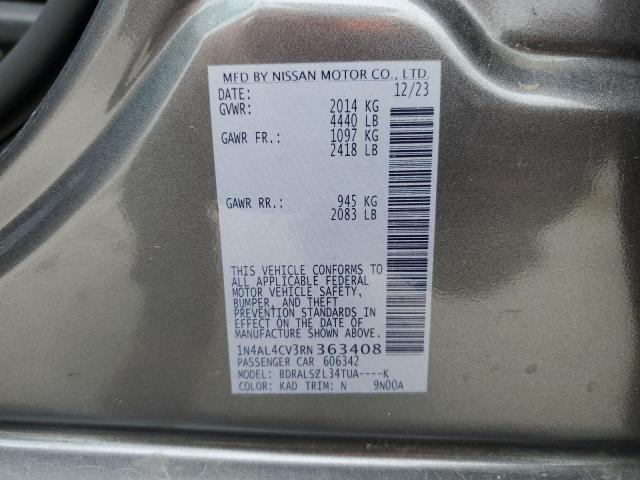 MFD BY NISSAN MOTOR CO., LTD.
DATE: 12/23
GVWR: 2014 KG
4440 LB
GAWR FR.: 1097 KG
2418 LB
GAWR RR.: 945 KG
2083 LB
THIS VEHICLE CONFORMS TO
ALL APPLICABLE FEDERAL
MOTOR VEHICLE SAFETY,
BUMPER, AND THEFT
PREVENTION STANDARDS IN
EFFECT ON THE DATE OF
MANUFACTURE SHOWN ABOVE.
1N4AL4CV3RN363408
PASSENGER CAR 606342
MODEL: BDRALSZL34TUA----K
COLOR: KAD TRIM: N 9N00A